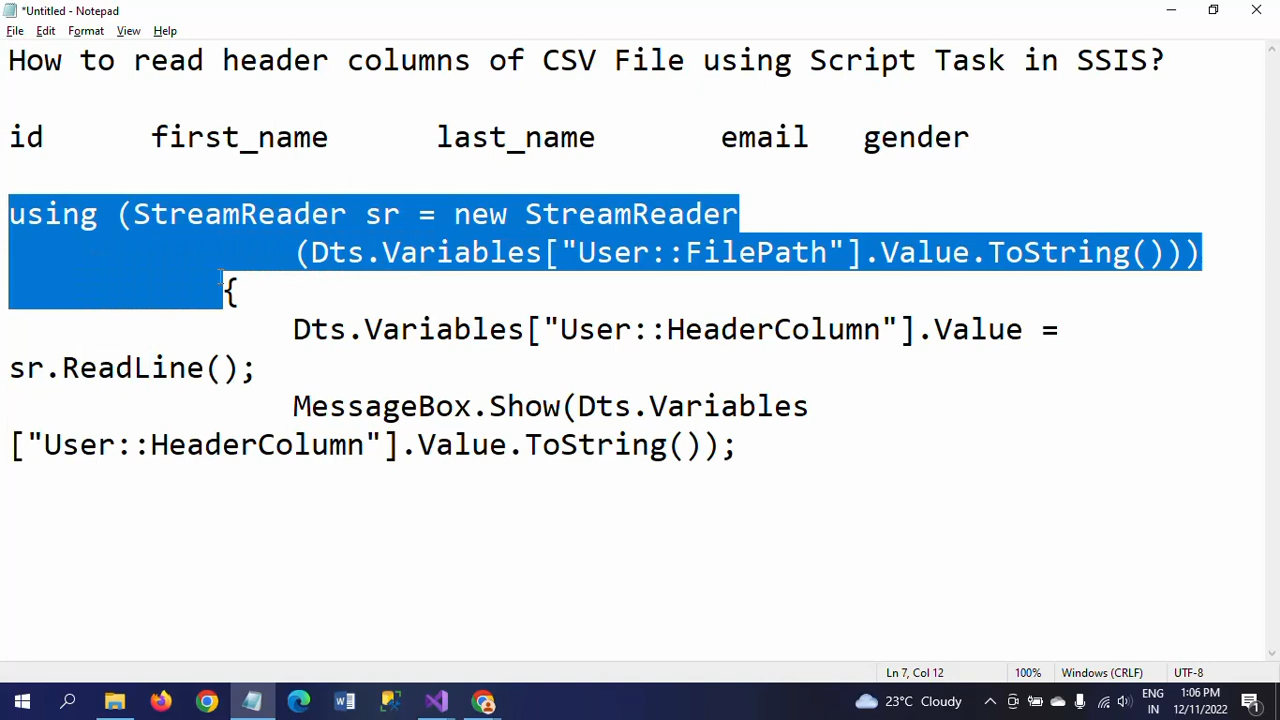 *Untitled - Notepad
File Edit Format View Help
How to read header columns of CSV File using Script Task in SSIS?
id first_name last_name email gender
using (StreamReader sr = new StreamReader
(Dts.Variables["User::FilePath"].Value.ToString()))
{
Dts.Variables["User::HeaderColumn"].Value =
sr.ReadLine();
MessageBox.Show(Dts.Variables
["User::HeaderColumn"].Value.ToString());
Ln 7, Col 12 100% Windows (CRLF) UTF-8
23°C Cloudy ENG 1:06 PM
IN 12/11/2022 1